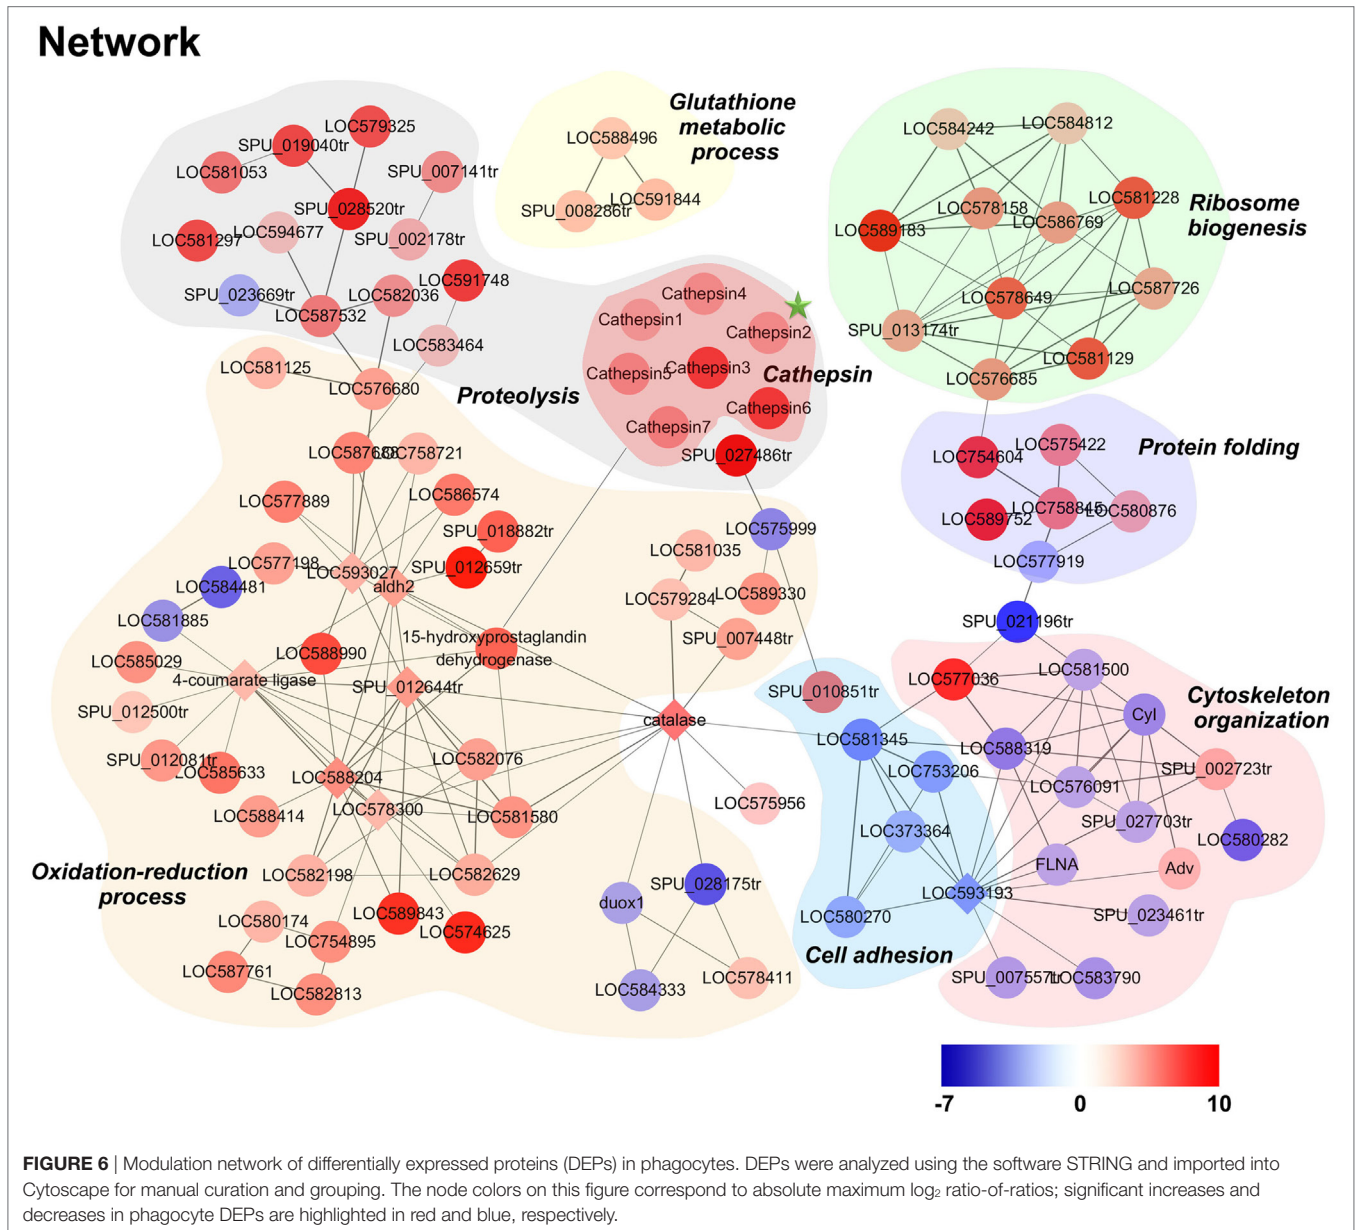 Network
Glutathione
metabolic
process
LOC579325
SPU_019040tr
LOC581053
SPU_007141tr
SPU_028520tr
LOC581297
LOC594677
SPU_002178tr
SPU_023669tr
LOC582036
LOC591748
LOC587532
LOC583464
LOC588496
SPU_008286tr
LOC591844
LOC584242
LOC584812
LOC578158
LOC586769
LOC581228
LOC589183
Ribosome
biogenesis
LOC578649
LOC587726
SPU_013174tr
LOC581129
LOC576685
Cathepsin4
Cathepsin1
Cathepsin2
Cathepsin5
Cathepsin3
Cathepsin
Cathepsin6
Cathepsin7
Proteolysis
SPU_027486tr
LOC581125
LOC576680
LOC587688
LOC758721
LOC577889
LOC586574
SPU_018882tr
LOC577198
LOC593027
SPU_012659tr
aldh2
LOC584481
LOC581885
LOC585029
LOC588990
15-hydroxyprostaglandin
dehydrogenase
4-coumarate ligase
SPU_012644tr
SPU_012500tr
SPU_012081tr
LOC585633
LOC588204
LOC582076
LOC588414
LOC578300
LOC581580
Oxidation-reduction
process
LOC582198
LOC582629
LOC580174
LOC589843
LOC754895
LOC574625
LOC587761
LOC582813
LOC575999
LOC581035
LOC579284
LOC589330
SPU_007448tr
catalase
LOC575956
duox1
SPU_028175tr
LOC584333
LOC578411
LOC754604
LOC575422
Protein folding
LOC589752
LOC758845
LOC580876
LOC577919
SPU_021196tr
SPU_010851tr
LOC581345
LOC753206
LOC373364
LOC593193
LOC580270
Cell adhesion
LOC577036
LOC581500
Cytoskeleton
organization
CyI
LOC588319
SPU_002723tr
LOC576091
SPU_027703tr
LOC580282
FLNA
Adv
SPU_023461tr
SPU_007557tr
LOC583790
-7
0
10
FIGURE 6 | Modulation network of differentially expressed proteins (DEPs) in phagocytes. DEPs were analyzed using the software STRING and imported into
Cytoscape for manual curation and grouping. The node colors on this figure correspond to absolute maximum log₂ ratio-of-ratios; significant increases and
decreases in phagocyte DEPs are highlighted in red and blue, respectively.